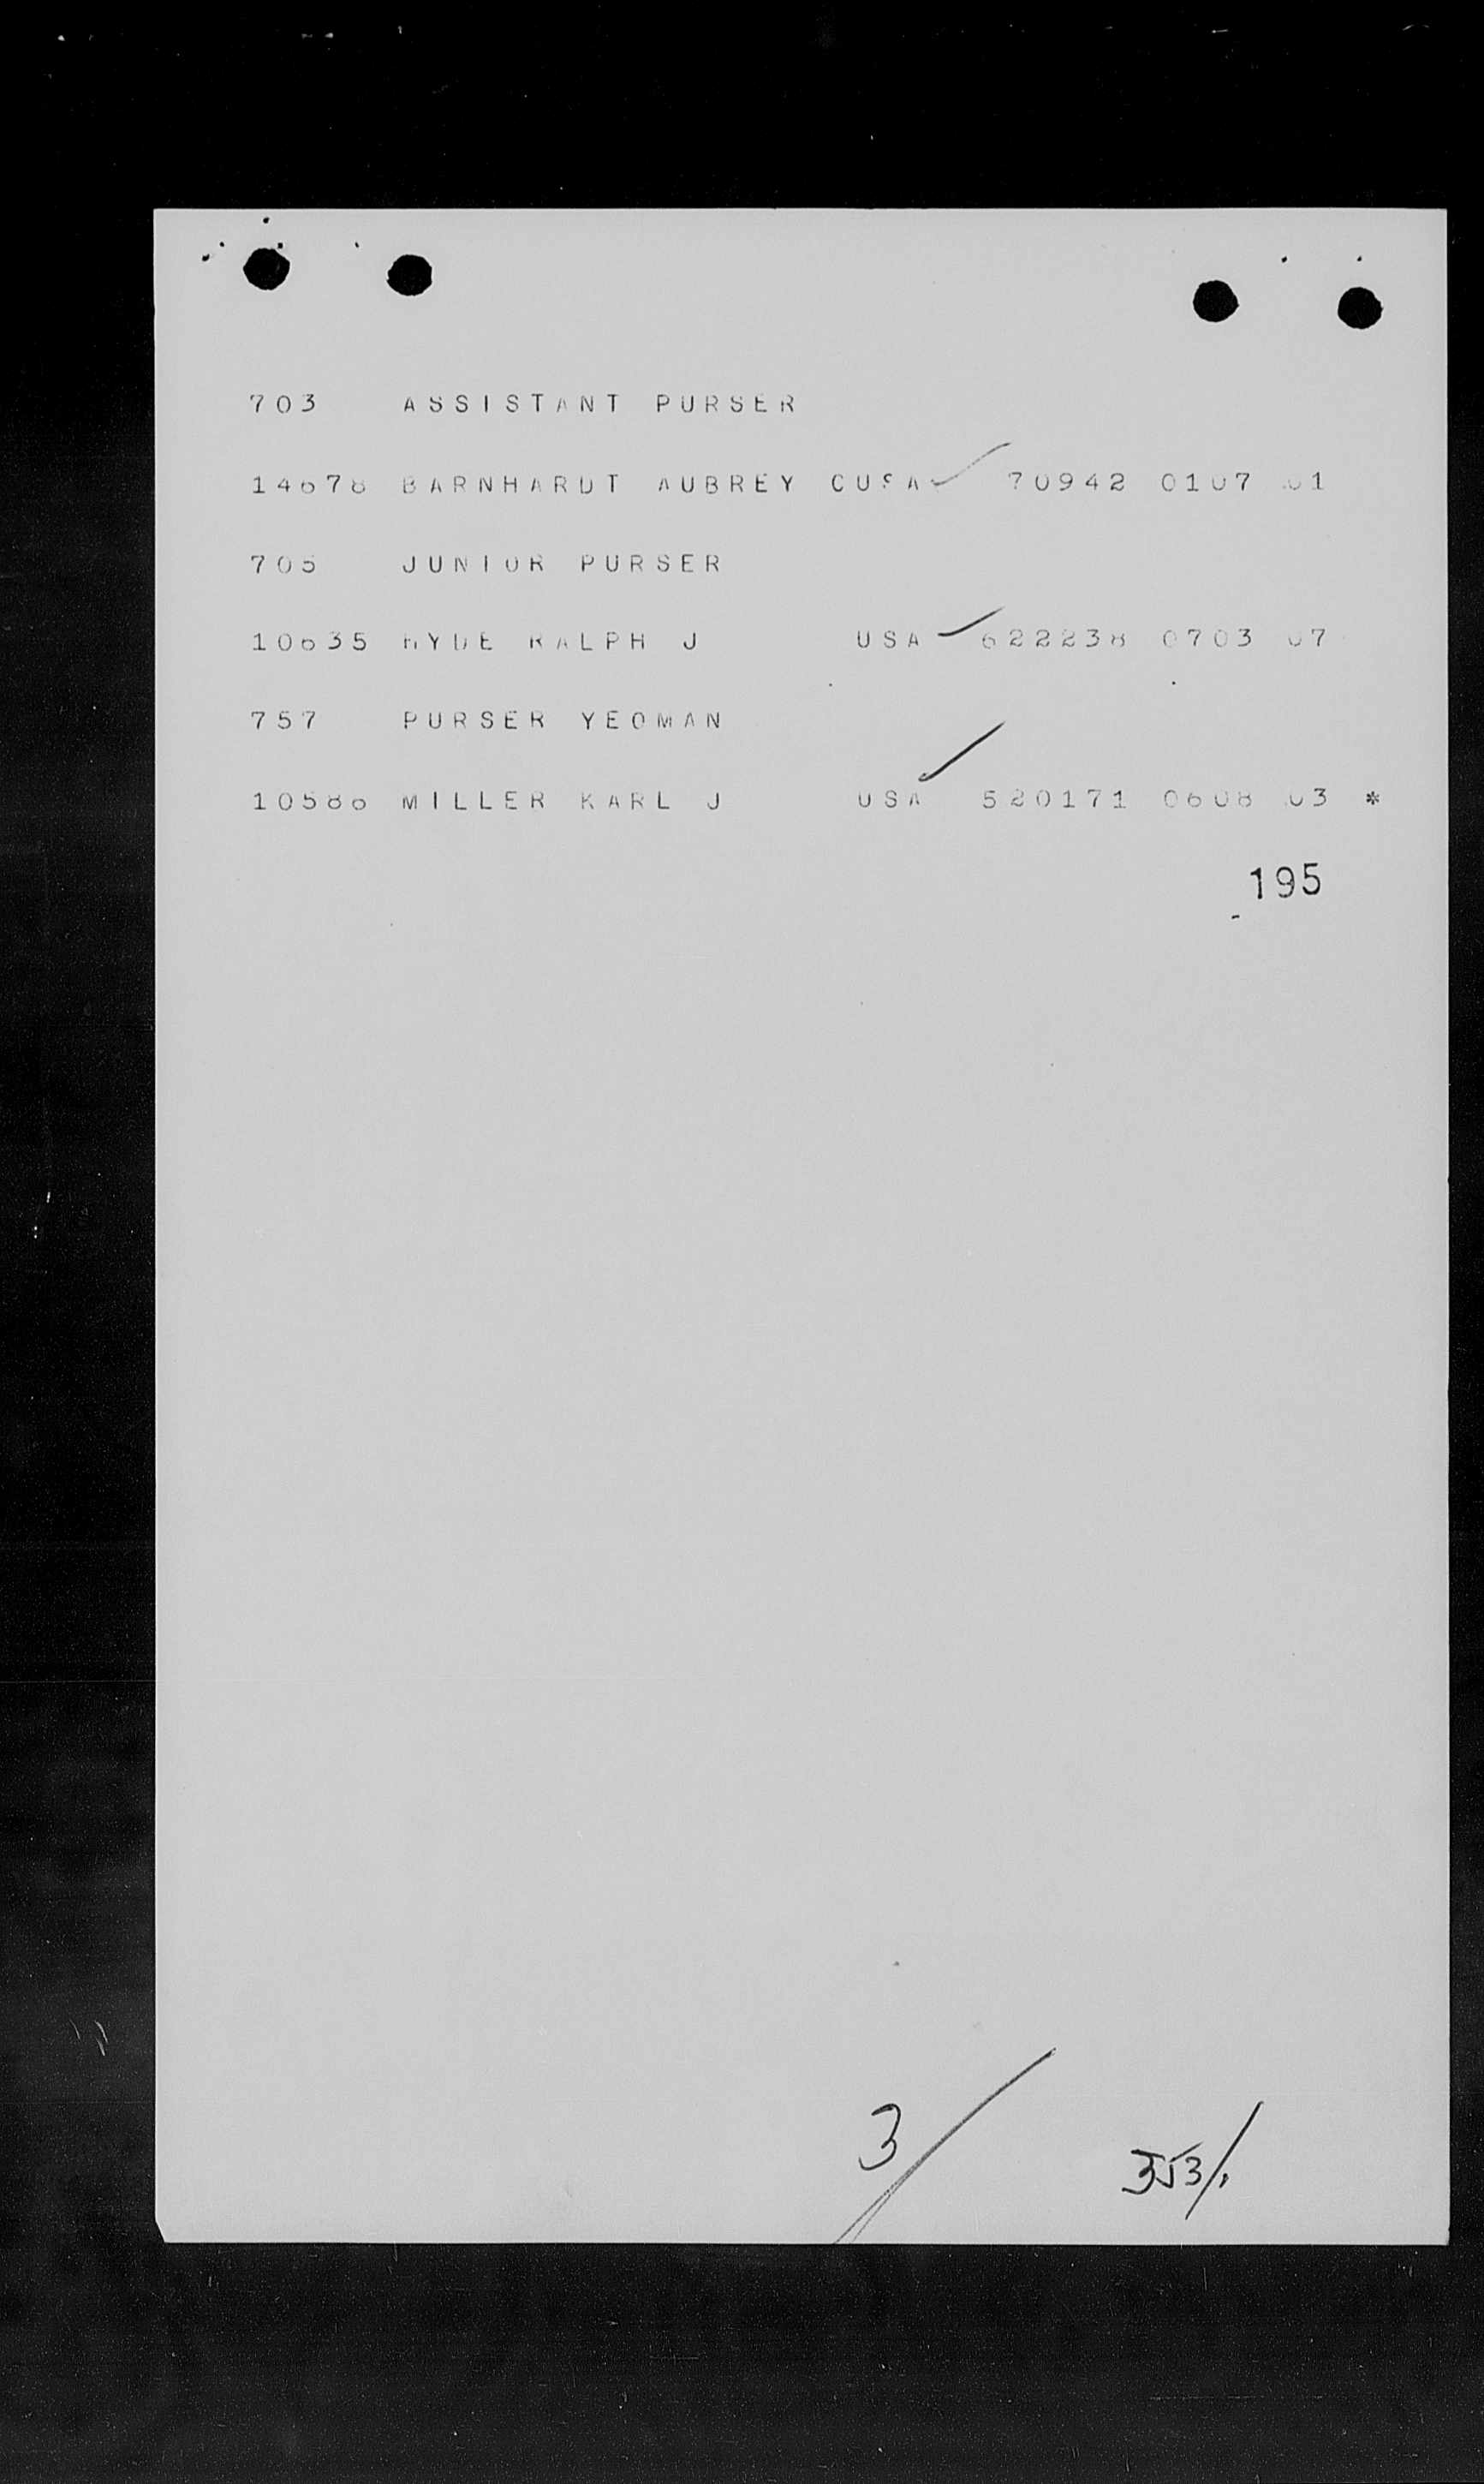 703 ASSISTANT PURSER
14678 BARNHARDT AUBREY CUSA 70942 0107 01
705 JUNIOR PURSER
10635 HYDE RALPH J USA 622238 0703 07
757 PURSER YEOMAN
10586 MILLER KARL J USA 520171 0608 03 *
195
3
353